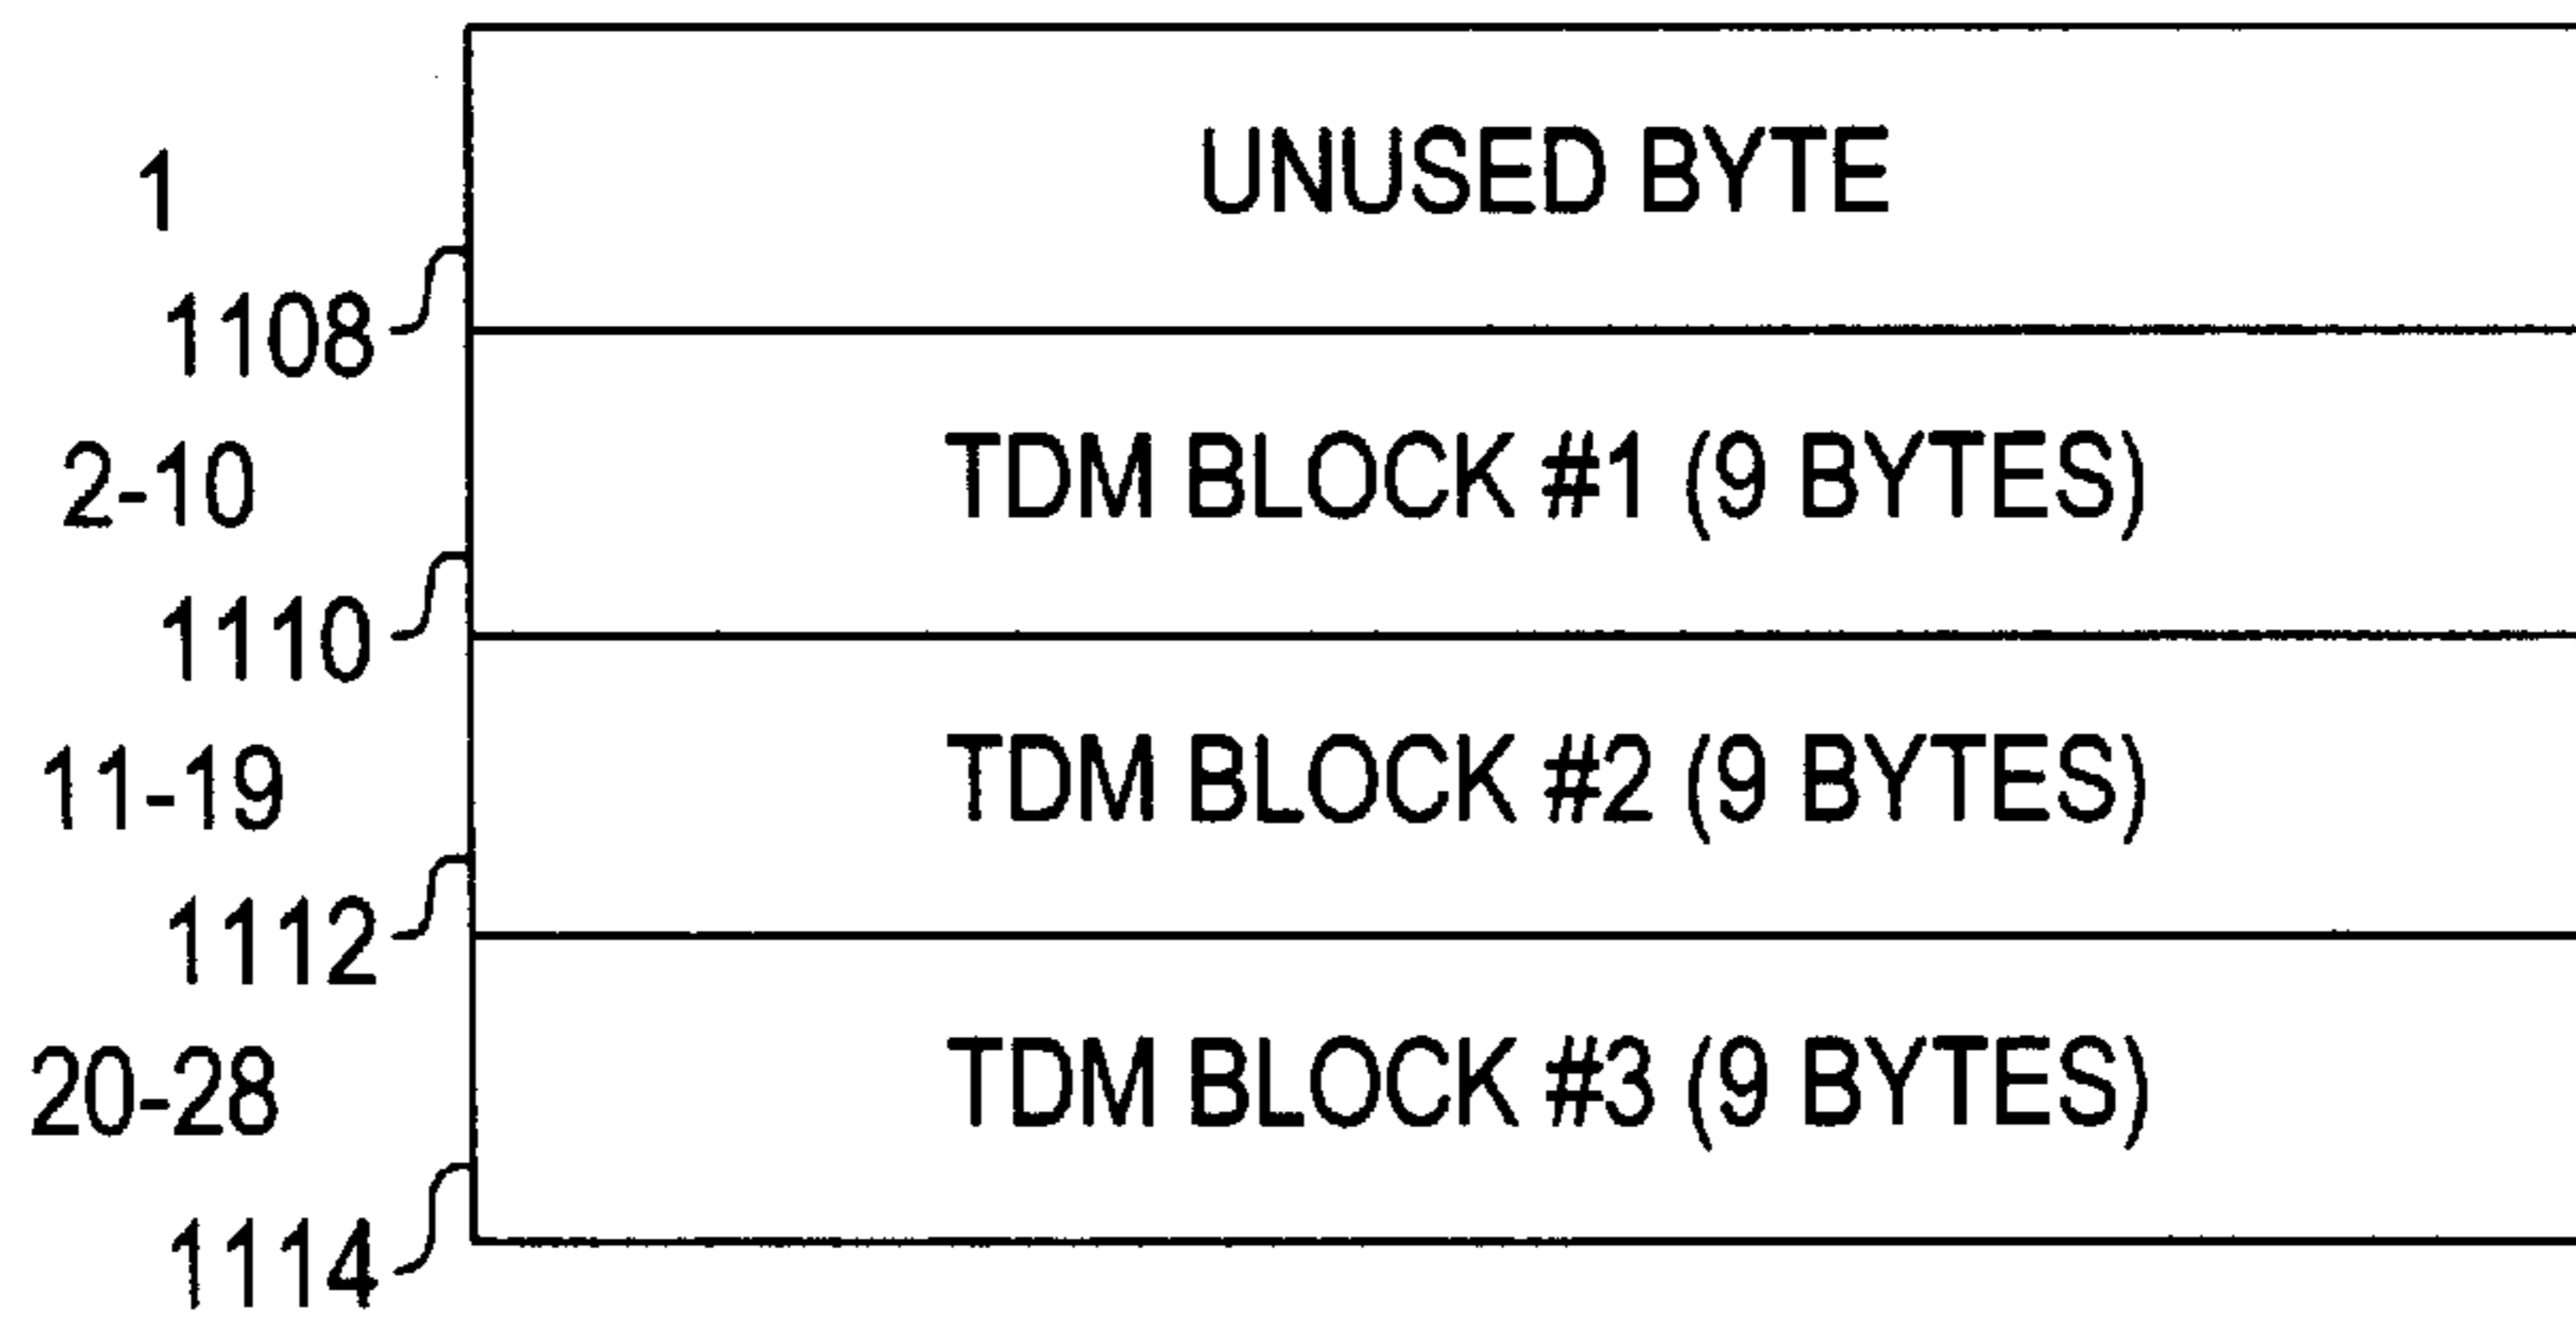 1 UNUSED BYTE
1108
2-10 TDM BLOCK #1 (9 BYTES)
1110
11-19 TDM BLOCK #2 (9 BYTES)
1112
20-28 TDM BLOCK #3 (9 BYTES)
1114